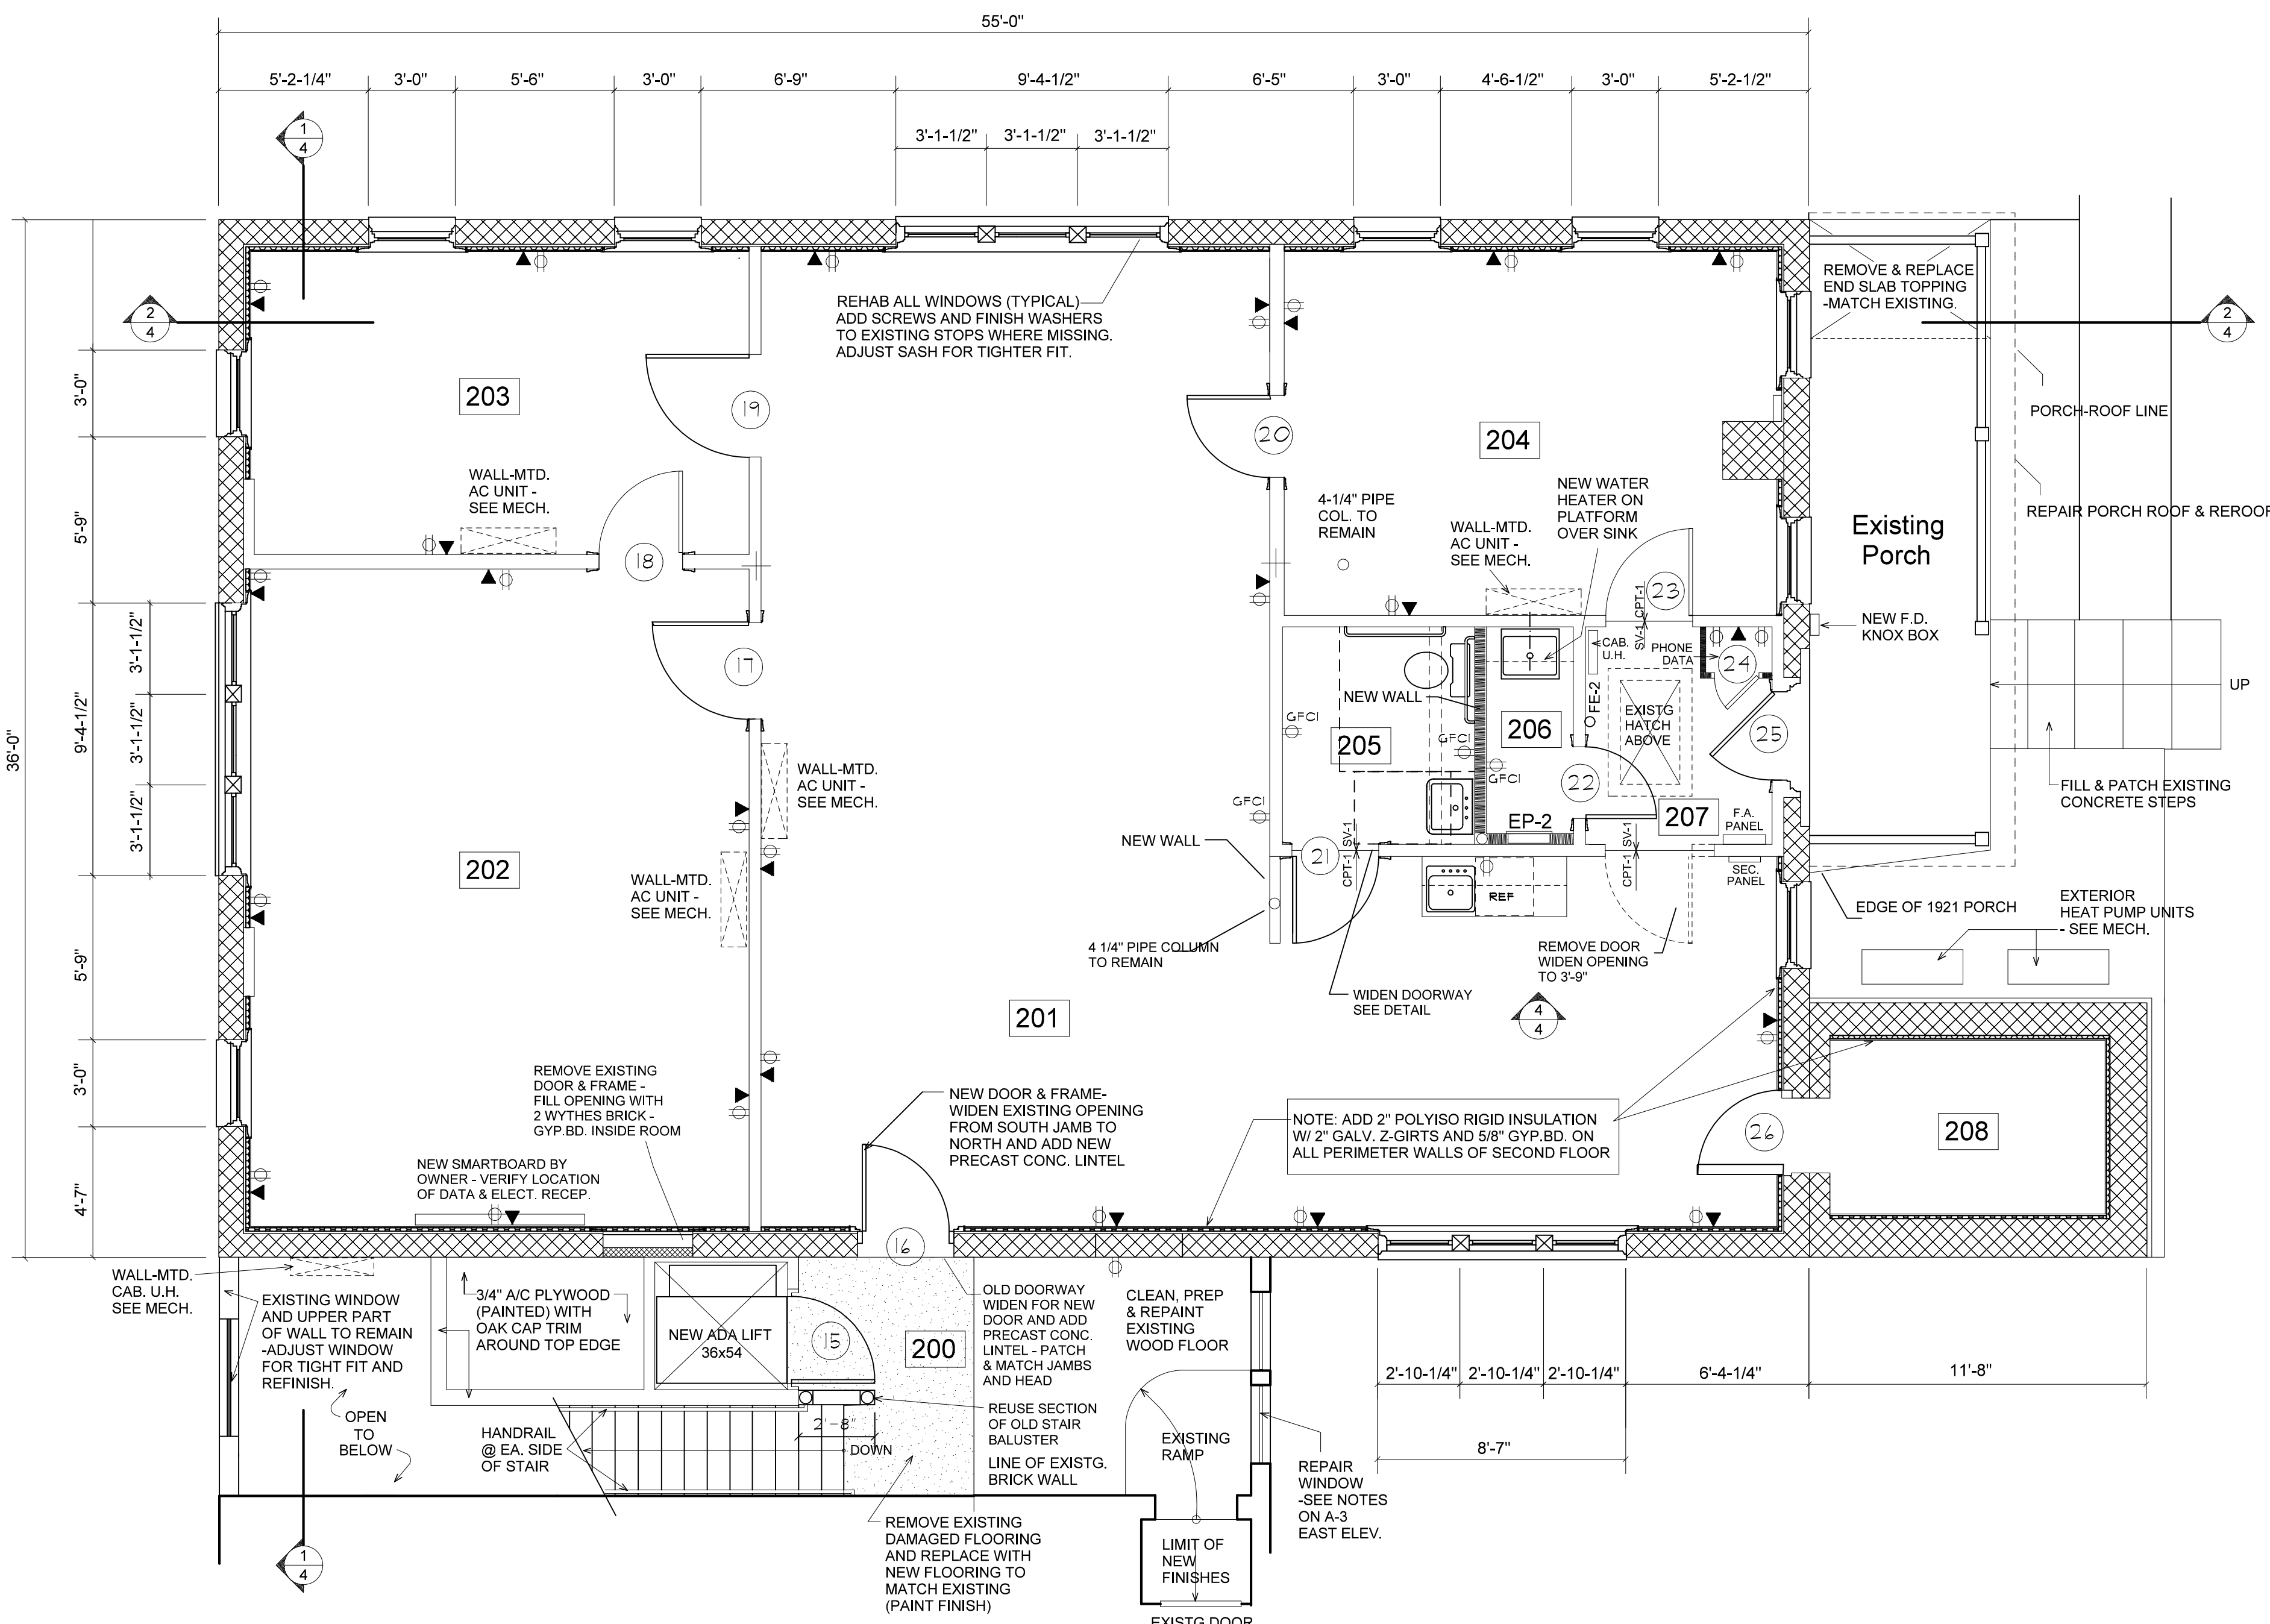 55'-0"
5'-2-1/4"
3'-0"
5'-6"
3'-0"
6'-9"
9'-4-1/2"
6'-5"
3'-0"
4'-6-1/2"
3'-0"
5'-2-1/2"
3'-1-1/2"
3'-1-1/2"
3'-1-1/2"
1
4
2
4
2
4
REHAB ALL WINDOWS (TYPICAL)
ADD SCREWS AND FINISH WASHERS
TO EXISTING STOPS WHERE MISSING.
ADJUST SASH FOR TIGHTER FIT.
REMOVE & REPLACE
END SLAB TOPPING
-MATCH EXISTING.
203
19
20
204
PORCH-ROOF LINE
36'-0"
3'-0"
5'-9"
9'-4-1/2"
3'-1-1/2"
3'-1-1/2"
3'-1-1/2"
5'-9"
3'-0"
4'-7"
WALL-MTD.
AC UNIT -
SEE MECH.
18
4-1/4" PIPE
COL. TO
REMAIN
NEW WATER
HEATER ON
PLATFORM
OVER SINK
WALL-MTD.
AC UNIT -
SEE MECH.
Existing
Porch
REPAIR PORCH ROOF & REROOF
23
SV-1
CPT-1
NEW F.D.
KNOX BOX
CAB.
U.H.
PHONE
DATA
24
17
NEW WALL
FE-2
EXISTG
HATCH
ABOVE
UP
GFCI
205
GFCI
206
25
GFCI
22
WALL-MTD.
AC UNIT -
SEE MECH.
FILL & PATCH EXISTING
CONCRETE STEPS
GFCI
EP-2
207
F.A.
PANEL
NEW WALL
21
CPT-1
SV-1
CPT-1
SV-1
SEC.
PANEL
202
WALL-MTD.
AC UNIT -
SEE MECH.
REF
EDGE OF 1921 PORCH
EXTERIOR
HEAT PUMP UNITS
- SEE MECH.
4 1/4" PIPE COLUMN
TO REMAIN
REMOVE DOOR
WIDEN OPENING
TO 3'-9"
WIDEN DOORWAY
SEE DETAIL
201
4
4
REMOVE EXISTING
DOOR & FRAME -
FILL OPENING WITH
2 WYTHES BRICK -
GYP.BD. INSIDE ROOM
NEW DOOR & FRAME-
WIDEN EXISTING OPENING
FROM SOUTH JAMB TO
NORTH AND ADD NEW
PRECAST CONC. LINTEL
NOTE: ADD 2" POLYISO RIGID INSULATION
W/ 2" GALV. Z-GIRTS AND 5/8" GYP.BD. ON
ALL PERIMETER WALLS OF SECOND FLOOR
26
208
NEW SMARTBOARD BY
OWNER - VERIFY LOCATION
OF DATA & ELECT. RECEP.
16
WALL-MTD.
CAB. U.H.
SEE MECH.
EXISTING WINDOW
AND UPPER PART
OF WALL TO REMAIN
-ADJUST WINDOW
FOR TIGHT FIT AND
REFINISH.
3/4" A/C PLYWOOD
(PAINTED) WITH
OAK CAP TRIM
AROUND TOP EDGE
NEW ADA LIFT
36x54
15
200
OLD DOORWAY
WIDEN FOR NEW
DOOR AND ADD
PRECAST CONC.
LINTEL - PATCH
& MATCH JAMBS
AND HEAD
CLEAN, PREP
& REPAINT
EXISTING
WOOD FLOOR
2'-10-1/4"
2'-10-1/4"
2'-10-1/4"
6'-4-1/4"
11'-8"
8'-7"
OPEN
TO
BELOW
HANDRAIL
@ EA. SIDE
OF STAIR
2'-8"
DOWN
REUSE SECTION
OF OLD STAIR
BALUSTER
LINE OF EXISTG.
BRICK WALL
EXISTING
RAMP
REPAIR
WINDOW
-SEE NOTES
ON A-3
EAST ELEV.
1
4
REMOVE EXISTING
DAMAGED FLOORING
AND REPLACE WITH
NEW FLOORING TO
MATCH EXISTING
(PAINT FINISH)
LIMIT OF
NEW
FINISHES
EXISTG DOOR